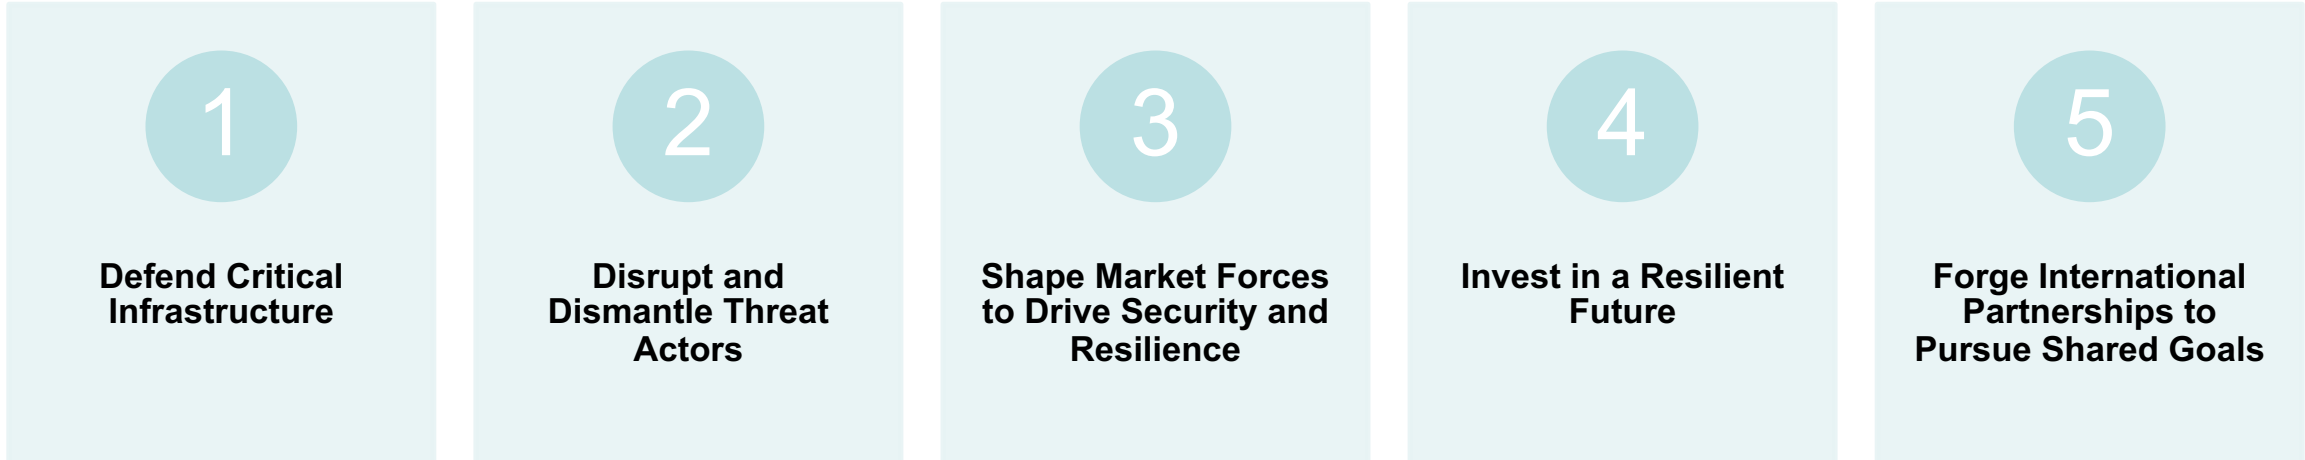 1
Defend Critical
Infrastructure
2
Disrupt and
Dismantle Threat
Actors
3
Shape Market Forces
to Drive Security and
Resilience
4
Invest in a Resilient
Future
5
Forge International
Partnerships to
Pursue Shared Goals